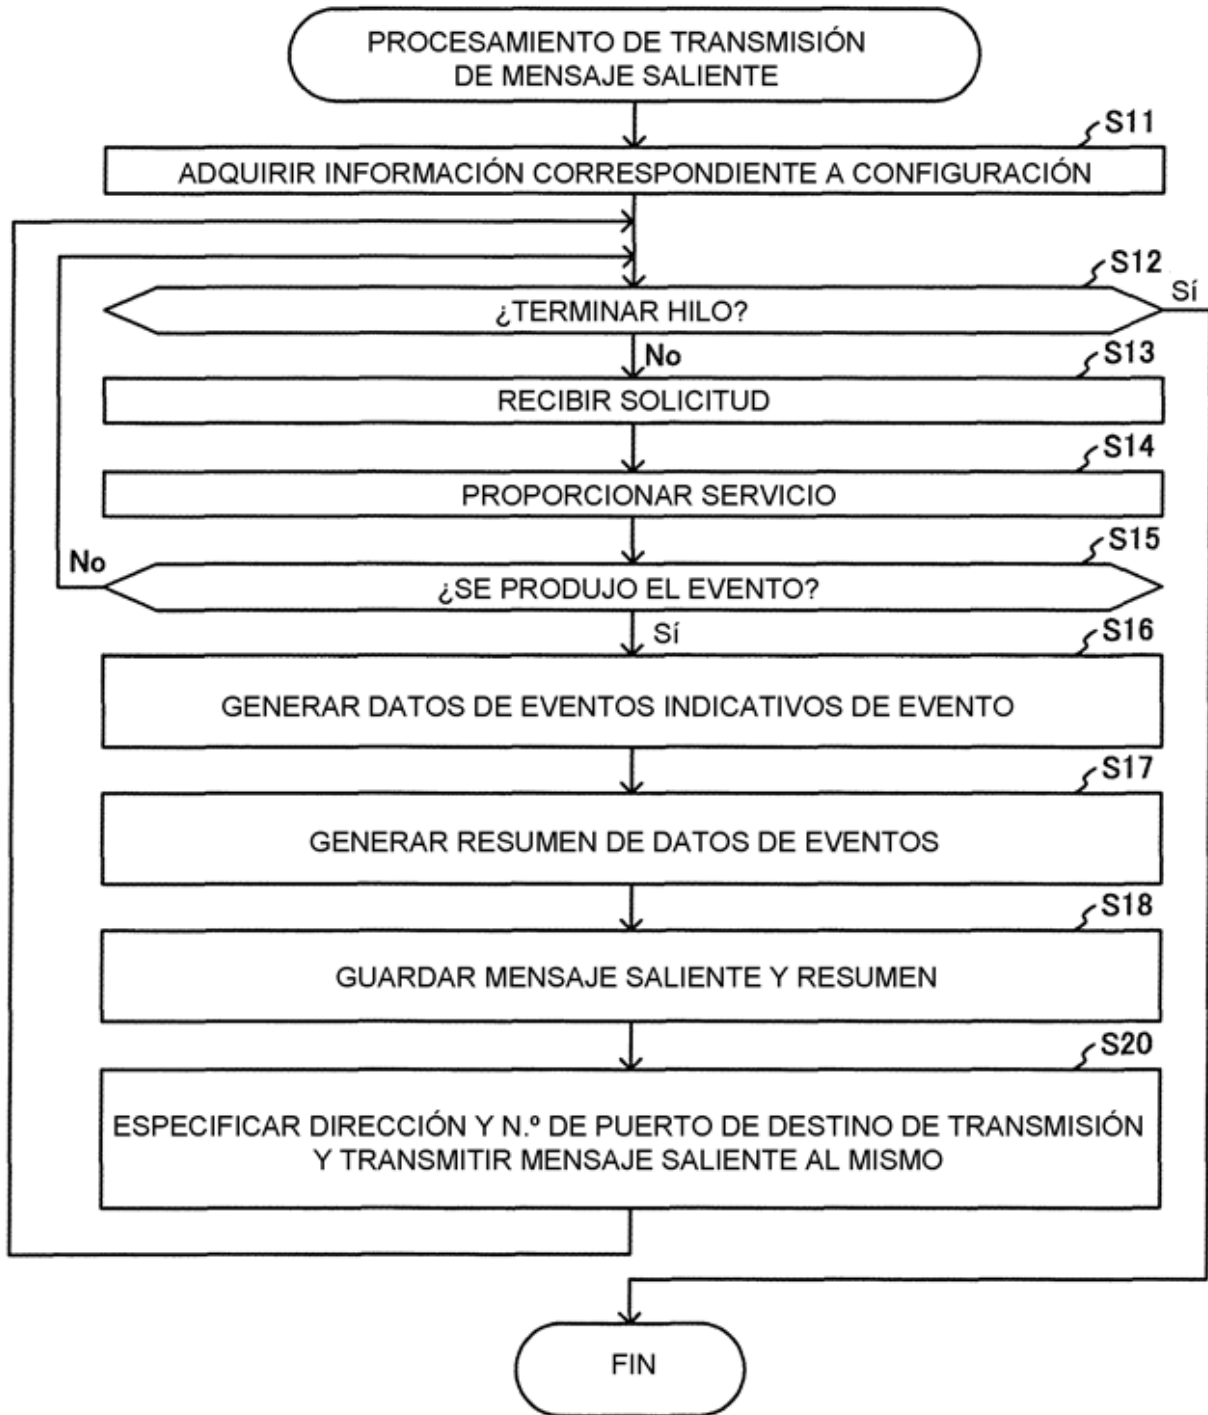 PROCESAMIENTO DE TRANSMISIÓN
DE MENSAJE SALIENTE
S11
ADQUIRIR INFORMACIÓN CORRESPONDIENTE A CONFIGURACIÓN
S12
Sí
¿TERMINAR HILO?
No
S13
RECIBIR SOLICITUD
S14
PROPORCIONAR SERVICIO
S15
No
¿SE PRODUJO EL EVENTO?
Sí
S16
GENERAR DATOS DE EVENTOS INDICATIVOS DE EVENTO
S17
GENERAR RESUMEN DE DATOS DE EVENTOS
S18
GUARDAR MENSAJE SALIENTE Y RESUMEN
S20
ESPECIFICAR DIRECCIÓN Y N.º DE PUERTO DE DESTINO DE TRANSMISIÓN
Y TRANSMITIR MENSAJE SALIENTE AL MISMO
FIN